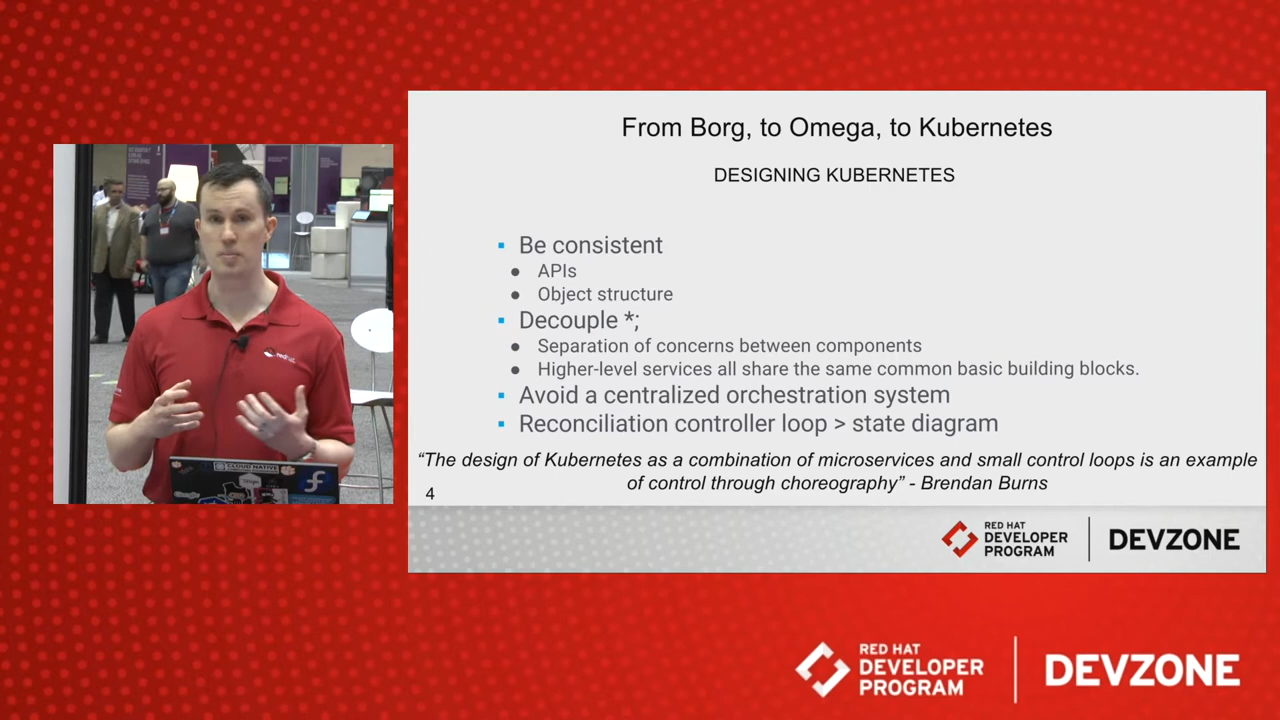 From Borg, to Omega, to Kubernetes
DESIGNING KUBERNETES
▪ Be consistent
● APIs
● Object structure
▪ Decouple *;
● Separation of concerns between components
● Higher-level services all share the same common basic building blocks.
▪ Avoid a centralized orchestration system
▪ Reconciliation controller loop > state diagram
“The design of Kubernetes as a combination of microservices and small control loops is an example
of control through choreography” - Brendan Burns
4
RED HAT
DEVELOPER
PROGRAM
DEVZONE
redhat
CLOUD NATIVE
RED HAT
DEVELOPER
PROGRAM
DEVZONE